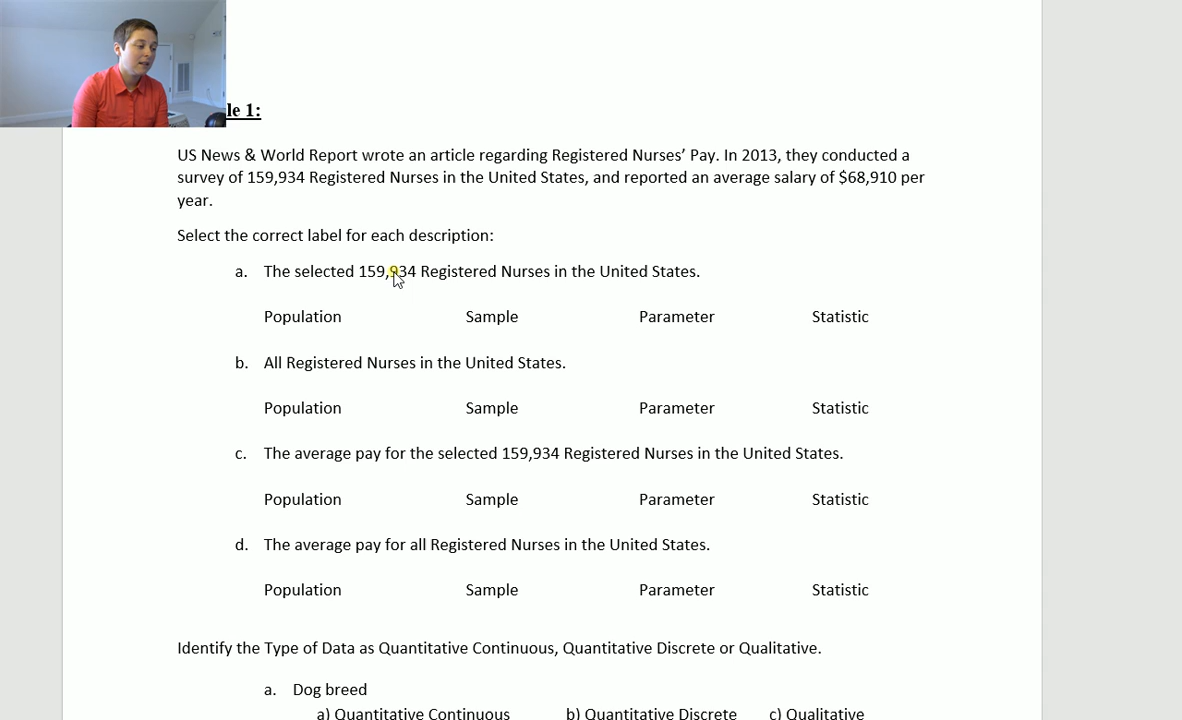 le 1:
US News & World Report wrote an article regarding Registered Nurses' Pay. In 2013, they conducted a
survey of 159,934 Registered Nurses in the United States, and reported an average salary of $68,910 per
year.
Select the correct label for each description:
a. The selected 159,934 Registered Nurses in the United States.
Population Sample Parameter Statistic
b. All Registered Nurses in the United States.
Population Sample Parameter Statistic
c. The average pay for the selected 159,934 Registered Nurses in the United States.
Population Sample Parameter Statistic
d. The average pay for all Registered Nurses in the United States.
Population Sample Parameter Statistic
Identify the Type of Data as Quantitative Continuous, Quantitative Discrete or Qualitative.
a. Dog breed
a) Quantitative Continuous b) Quantitative Discrete c) Qualitative